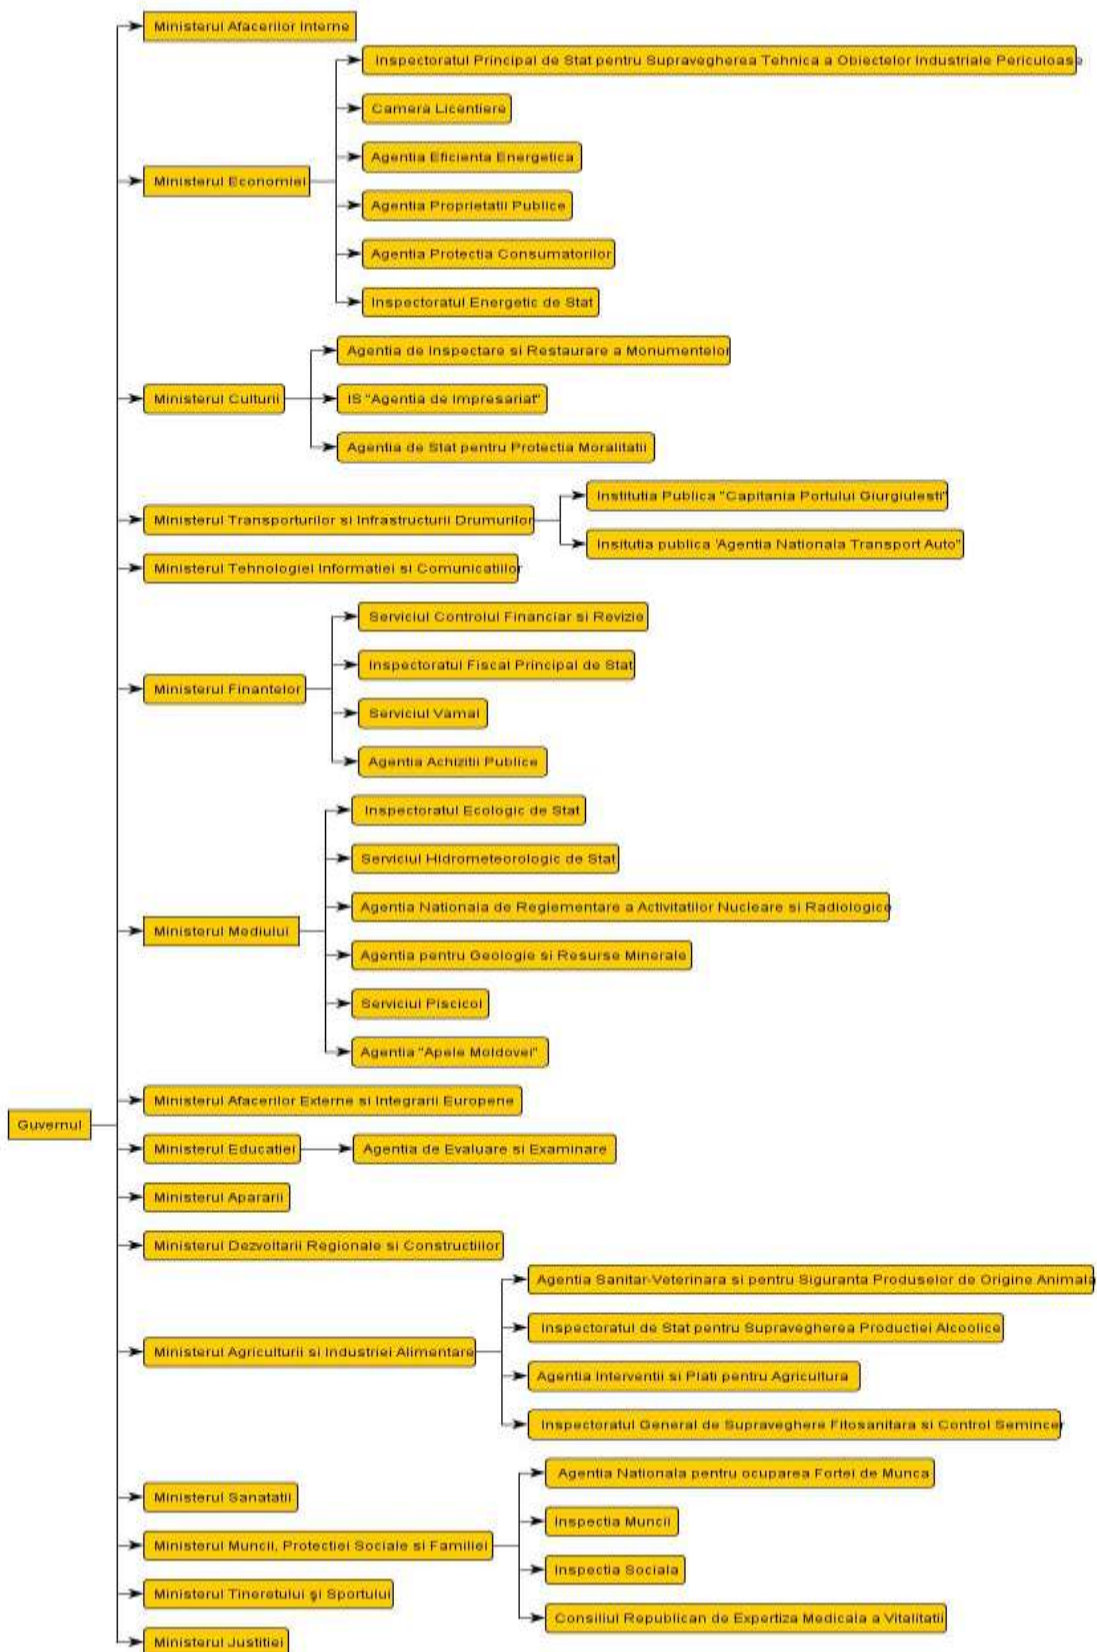 Ministerul Afacerilor Interne
Inspectoratul Principal de Stat pentru Supravegherea Tehnica a Obiectelor Industriale Periculoase
Camera Licentiere
Agentia Eficienta Energetica
Ministerul Economiei
Agentia Proprietatii Publice
Agentia Protectia Consumatorilor
Inspectoratul Energetic de Stat
Agentia de Inspectare si Restaurare a Monumentelor
Ministerul Culturii
IS "Agentia de Impresariat"
Agentia de Stat pentru Protectia Moralitatii
Institutia Publica "Capitania Portului Giurgiulesti"
Ministerul Transporturilor si Infrastructurii Drumurilor
Insitutia publica 'Agentia Nationala Transport Auto"
Ministerul Tehnologiei Informatiei si Comunicatiilor
Serviciul Controlul Financiar si Revizie
Inspectoratul Fiscal Principal de Stat
Ministerul Finantelor
Serviciul Vamal
Agentia Achizitii Publice
Inspectoratul Ecologic de Stat
Serviciul Hidrometeorologic de Stat
Agentia Nationala de Reglementare a Activitatilor Nucleare si Radiologice
Ministerul Mediului
Agentia pentru Geologie si Resurse Minerale
Serviciul Piscicol
Agentia "Apele Moldovei"
Ministerul Afacerilor Externe si Integrarii Europene
Guvernul
Ministerul Educatiei
Agentia de Evaluare si Examinare
Ministerul Apararii
Ministerul Dezvoltarii Regionale si Constructiilor
Agentia Sanitar-Veterinara si pentru Siguranta Produselor de Origine Animala
Inspectoratul de Stat pentru Supravegherea Productiei Alcoolice
Ministerul Agriculturii si Industriei Alimentare
Agentia Interventii si Plati pentru Agricultura
Inspectoratul General de Supraveghere Fitosanitara si Control Semincer
Agentia Nationala pentru ocuparea Fortei de Munca
Ministerul Sanatatii
Inspectia Muncii
Ministerul Muncii, Protectiei Sociale si Familiei
Inspectia Sociala
Ministerul Tineretului şi Sportului
Consiliul Republican de Expertiza Medicala a Vitalitatii
Ministerul Justitiei